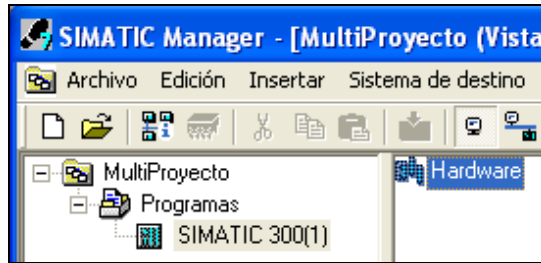 SIMATIC Manager - [MultiProyecto (Vista
Archivo Edición Insertar Sistema de destino
MultiProyecto
Programas
SIMATIC 300(1)
Hardware